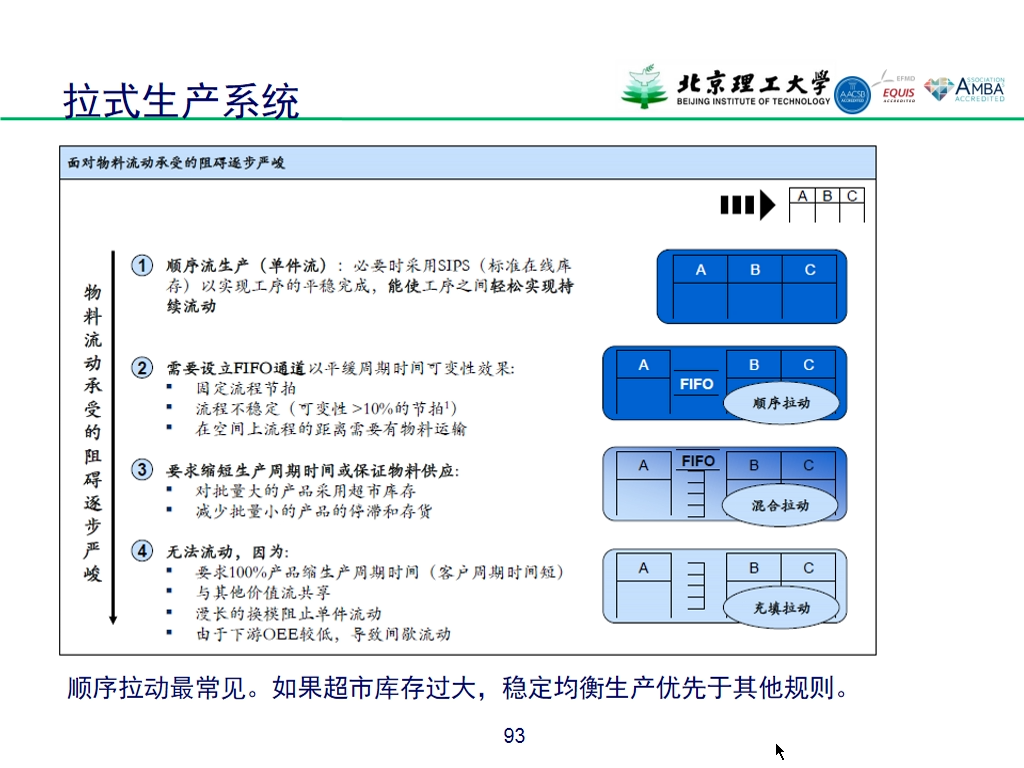 拉式生产系统
北京理工大学
BEIJING INSTITUTE OF TECHNOLOGY
AACSB
ACCREDITED
EFMD
EQUIS
ACCREDITED
ASSOCIATION
AMBA
ACCREDITED
面对物料流动承受的阻碍逐步严峻
A B C
物料流动承受的阻碍逐步严峻
1 顺序流生产（单件流）：必要时采用SIPS（标准在线库
存）以实现工序的平稳完成，能使工序之间轻松实现持
续流动
A B C
2 需要设立FIFO通道以平缓周期时间可变性效果:
▪ 固定流程节拍
▪ 流程不稳定（可变性 >10%的节拍¹）
▪ 在空间上流程的距离需要有物料运输
A FIFO B C
顺序拉动
3 要求缩短生产周期时间或保证物料供应:
▪ 对批量大的产品采用超市库存
▪ 减少批量小的产品的停滞和存货
A FIFO B C
混合拉动
4 无法流动，因为:
▪ 要求100%产品缩生产周期时间（客户周期时间短）
▪ 与其他价值流共享
▪ 漫长的换模阻止单件流动
▪ 由于下游OEE较低，导致间歇流动
A B C
充填拉动
顺序拉动最常见。如果超市库存过大，稳定均衡生产优先于其他规则。
93